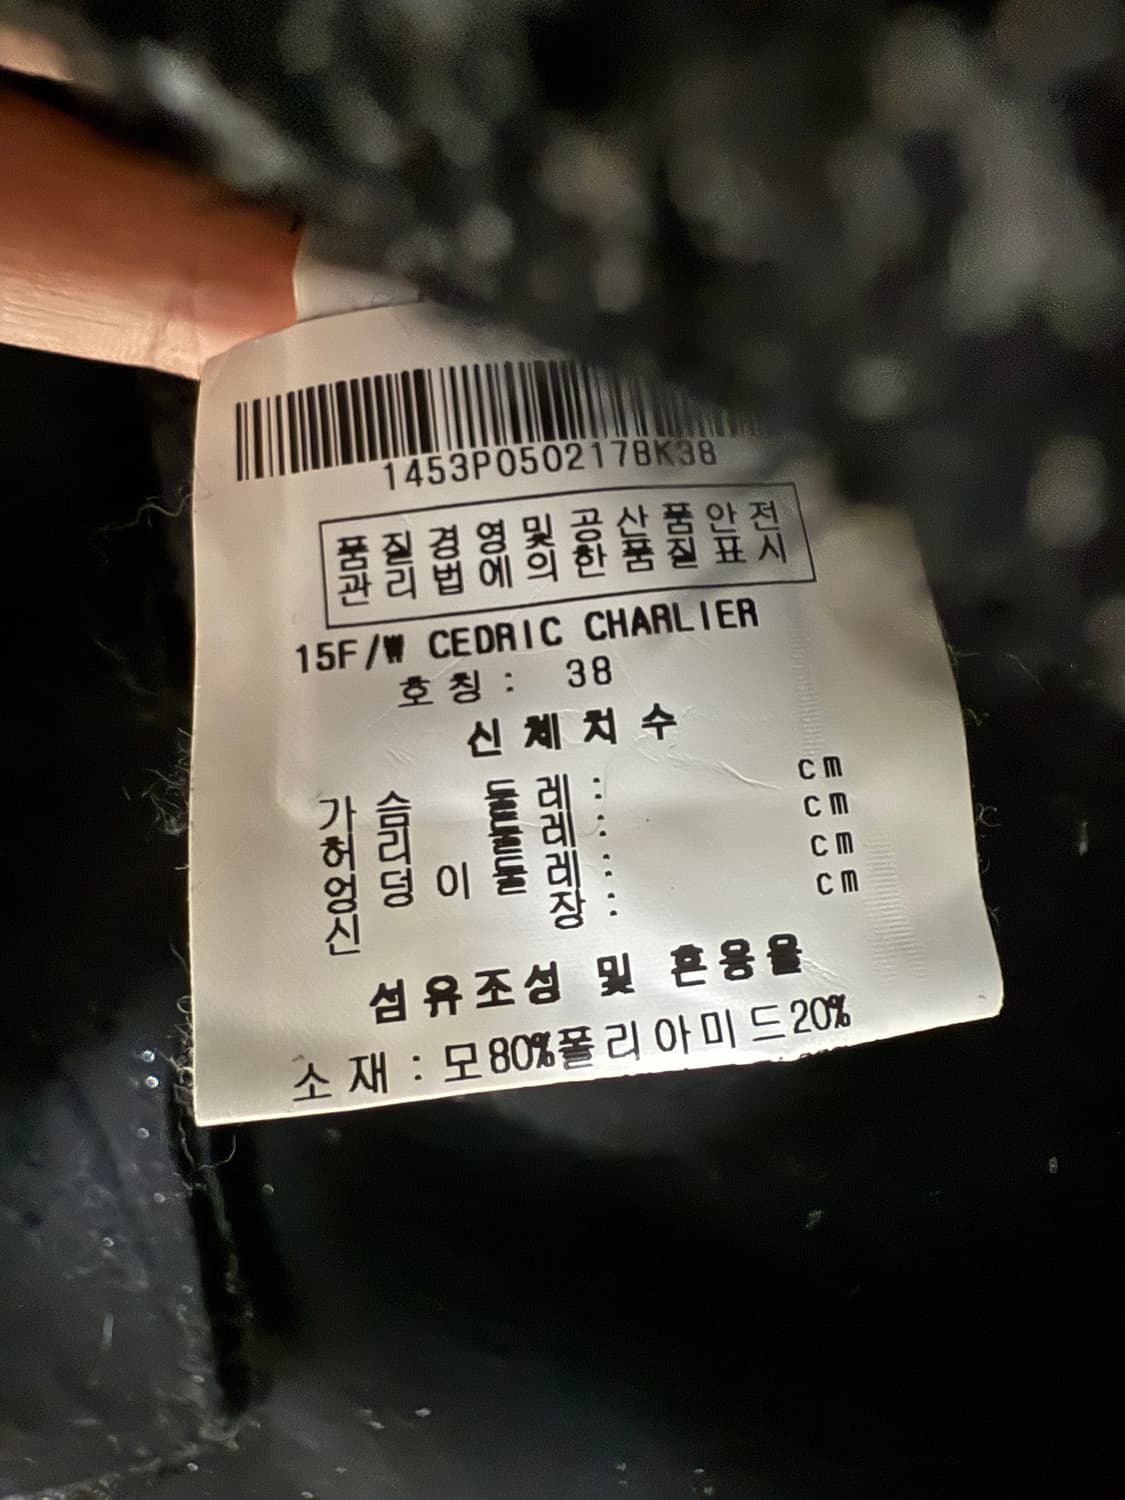 1453P050217BK38
품질경영및공산품안전
관리법에의한품질표시
15F/W CEDRIC CHARLIER
호칭: 38
신체치수
가슴둘레: cm
허리둘레: cm
엉덩이둘레: cm
신장: cm
섬유조성 및 혼용율
소재:모80%폴리아미드20%